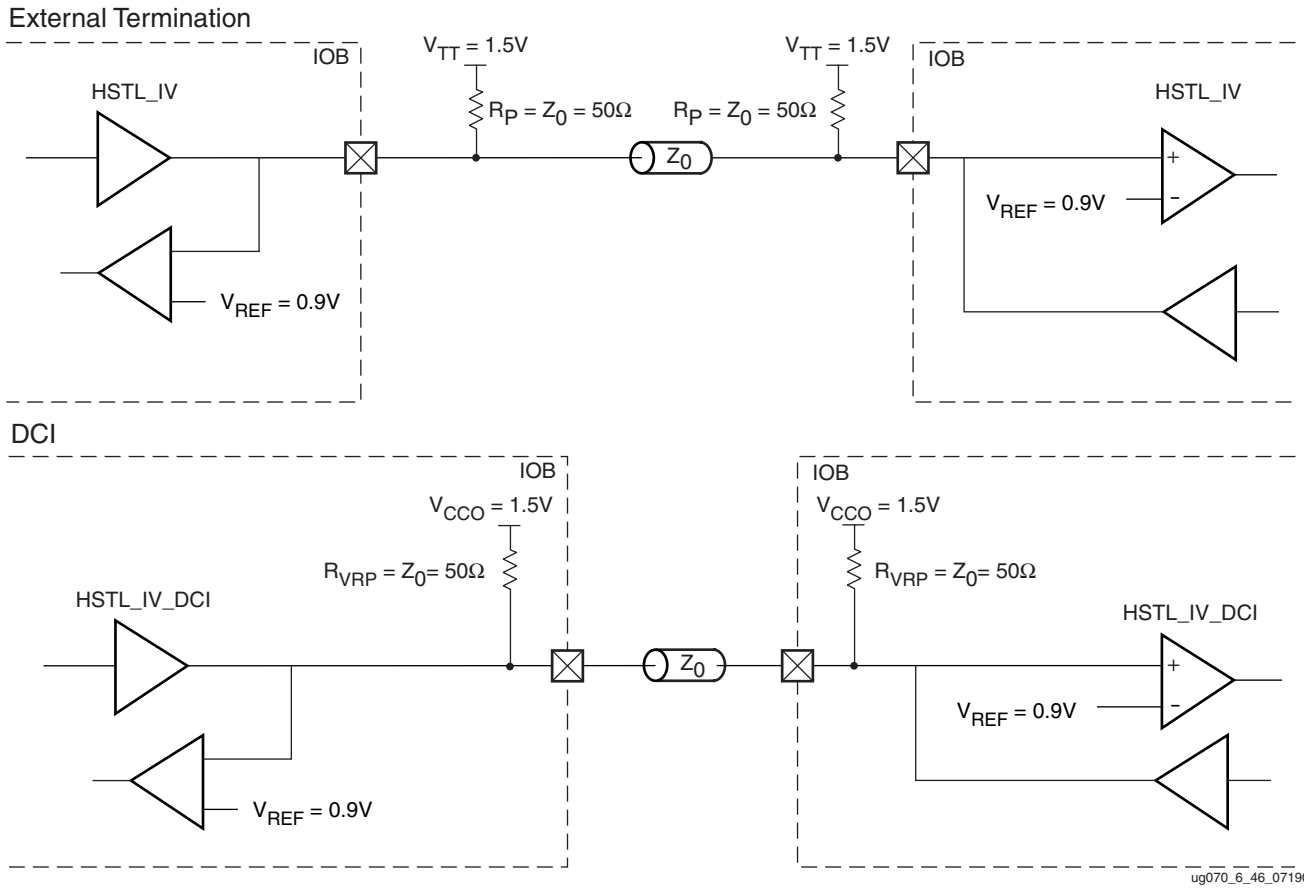 External Termination
IOB
V_TT = 1.5V
V_TT = 1.5V
IOB
HSTL_IV
R_P = Z_0 = 50Ω
R_P = Z_0 = 50Ω
HSTL_IV
Z_0
+
V_REF = 0.9V
–
V_REF = 0.9V
DCI
IOB
IOB
V_CCO = 1.5V
V_CCO = 1.5V
R_VRP = Z_0= 50Ω
R_VRP = Z_0= 50Ω
HSTL_IV_DCI
HSTL_IV_DCI
Z_0
+
V_REF = 0.9V
–
V_REF = 0.9V